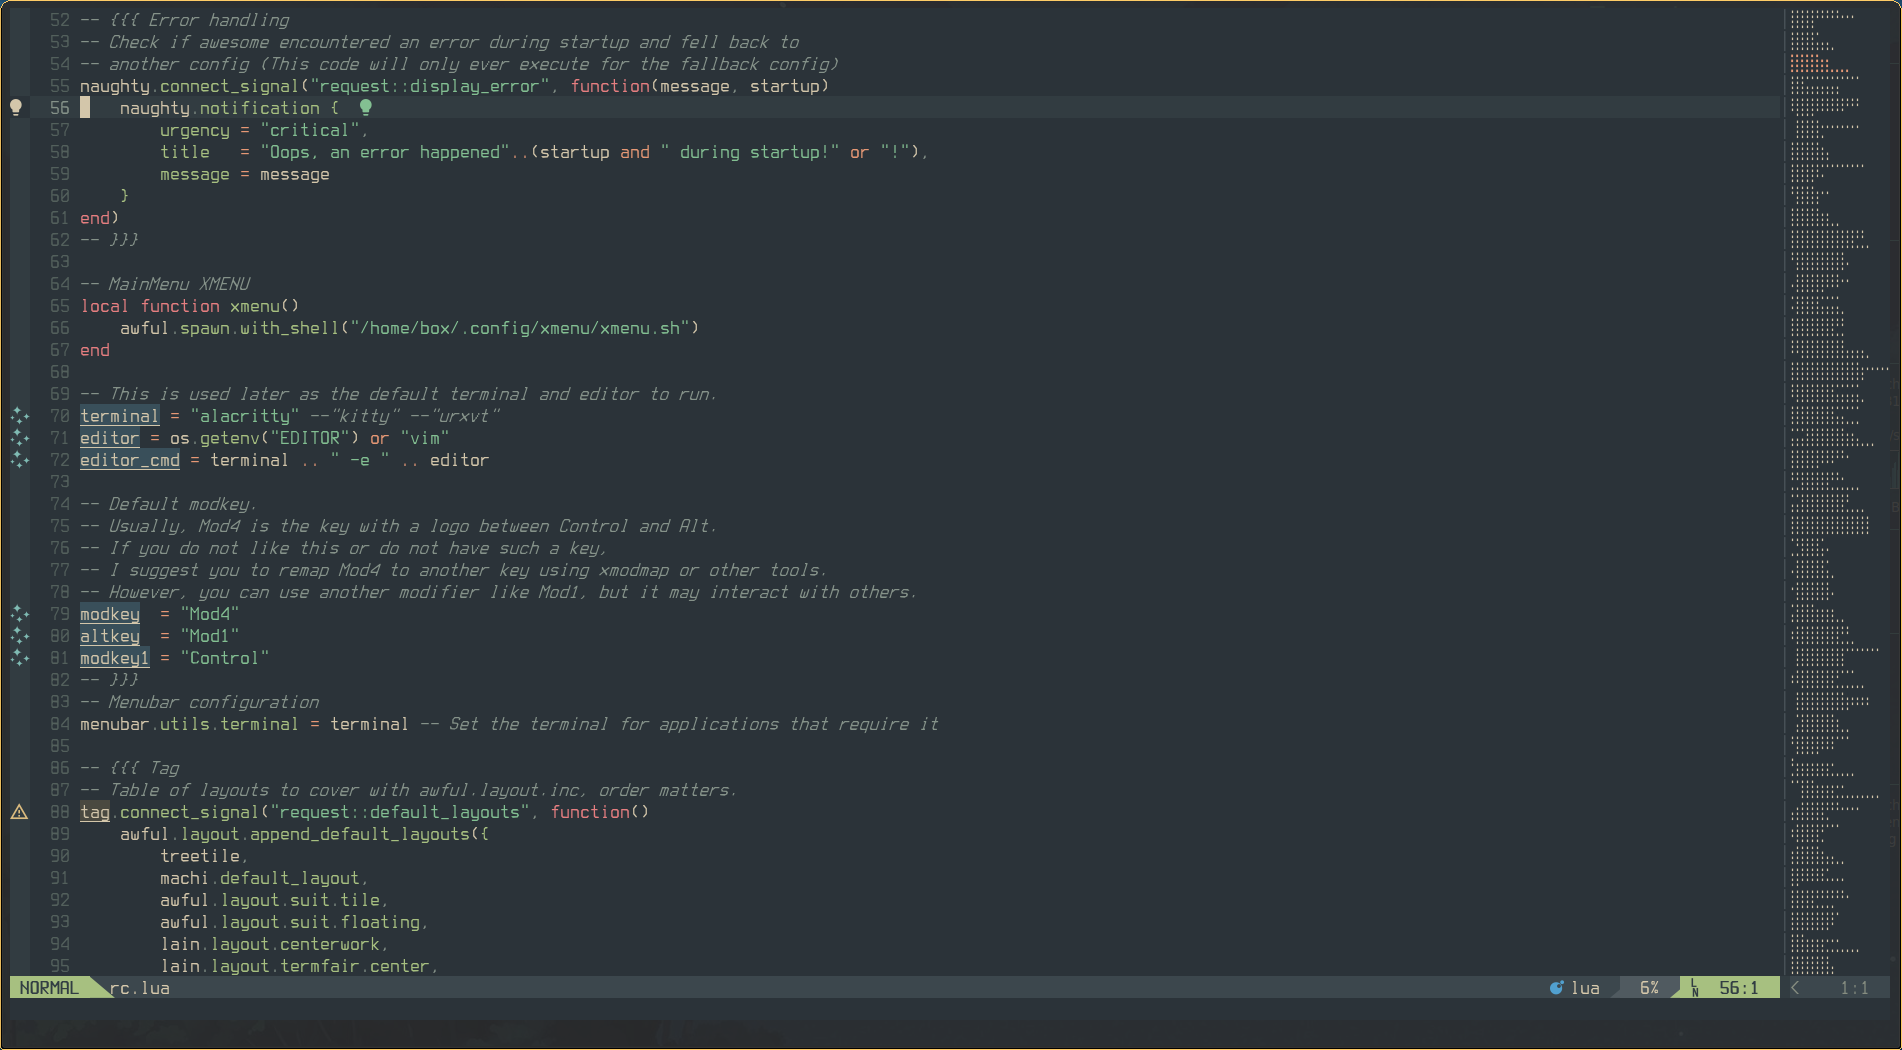 52 -- {{{ Error handling
53 -- Check if awesome encountered an error during startup and fell back to
54 -- another config (This code will only ever execute for the fallback config)
55 naughty.connect_signal("request::display_error", function(message, startup)
56     naughty.notification {
57         urgency = "critical",
58         title   = "Oops, an error happened"..(startup and " during startup!" or "!"),
59         message = message
60     }
61 end)
62 -- }}}
63
64 -- MainMenu XMENU
65 local function xmenu()
66     awful.spawn.with_shell("/home/box/.config/xmenu/xmenu.sh")
67 end
68
69 -- This is used later as the default terminal and editor to run.
70 terminal = "alacritty" --"kitty" --"urxvt"
71 editor = os.getenv("EDITOR") or "vim"
72 editor_cmd = terminal .. " -e " .. editor
73
74 -- Default modkey.
75 -- Usually, Mod4 is the key with a logo between Control and Alt.
76 -- If you do not like this or do not have such a key,
77 -- I suggest you to remap Mod4 to another key using xmodmap or other tools.
78 -- However, you can use another modifier like Mod1, but it may interact with others.
79 modkey  = "Mod4"
80 altkey  = "Mod1"
81 modkey1 = "Control"
82 -- }}}
83 -- Menubar configuration
84 menubar.utils.terminal = terminal -- Set the terminal for applications that require it
85
86 -- {{{ Tag
87 -- Table of layouts to cover with awful.layout.inc, order matters.
88 tag.connect_signal("request::default_layouts", function()
89     awful.layout.append_default_layouts({
90         treetile,
91         machi.default_layout,
92         awful.layout.suit.tile,
93         awful.layout.suit.floating,
94         lain.layout.centerwork,
95         lain.layout.termfair.center,
NORMAL rc.lua lua 6% LN 56:1 < 1:1